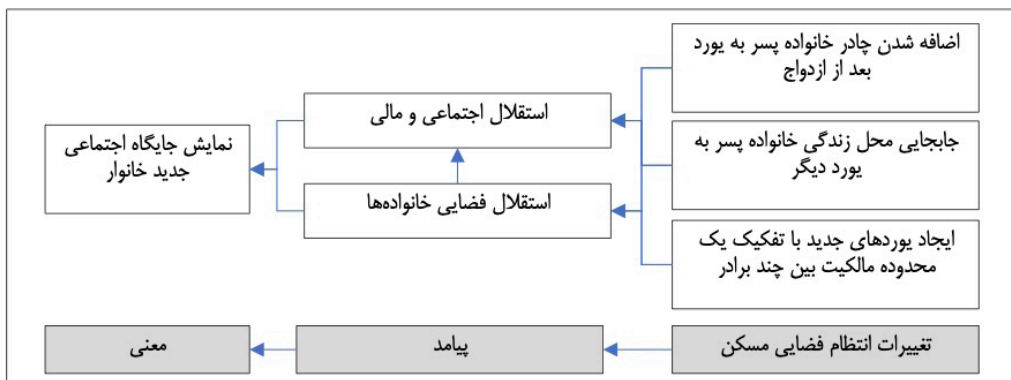 اضافه شدن چادر خانواده پسر به یورد
بعد از ازدواج
جابجایی محل زندگی خانواده پسر به
یورد دیگر
ایجاد یوردهای جدید با تفکیک یک
محدوده مالکیت بین چند برادر
استقلال اجتماعی و مالی
استقلال فضایی خانواده‌ها
نمایش جایگاه اجتماعی
جدید خانوار
تغییرات انتظام فضایی مسکن
پیامد
معنی